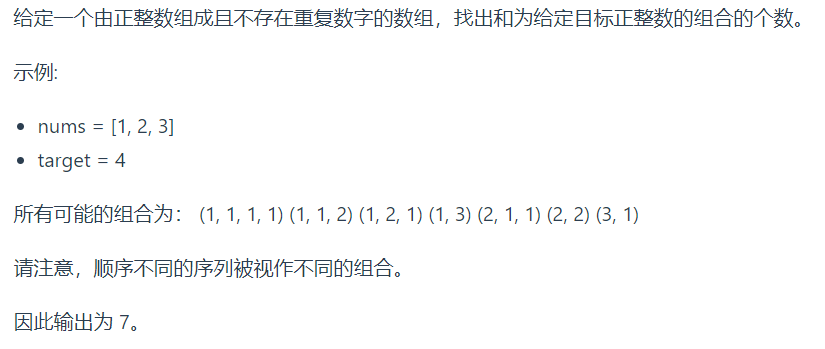 给定一个由正整数组成且不存在重复数字的数组，找出和为给定目标正整数的组合的个数。
示例:
• nums = [1, 2, 3]
• target = 4
所有可能的组合为： (1, 1, 1, 1) (1, 1, 2) (1, 2, 1) (1, 3) (2, 1, 1) (2, 2) (3, 1)
请注意，顺序不同的序列被视作不同的组合。
因此输出为 7。